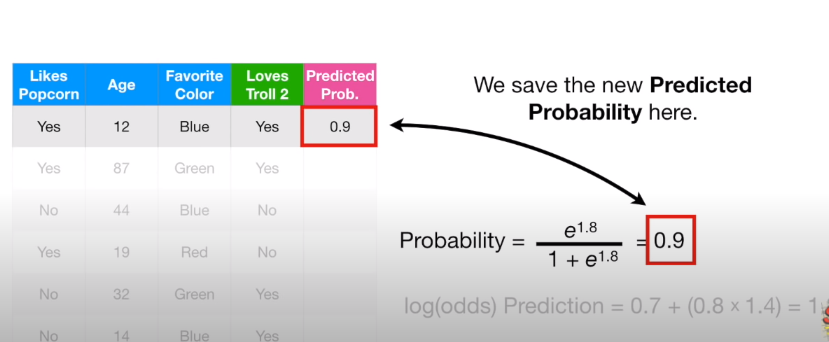 Likes Popcorn Age Favorite Color Loves Troll 2 Predicted Prob.
Yes 12 Blue Yes 0.9
Yes 87 Green Yes
No 44 Blue No
Yes 19 Red No
No 32 Green Yes
No 14 Blue Yes
We save the new Predicted
Probability here.
Probability = e^1.8 / 1 + e^1.8 = 0.9
log(odds) Prediction = 0.7 + (0.8 × 1.4) =